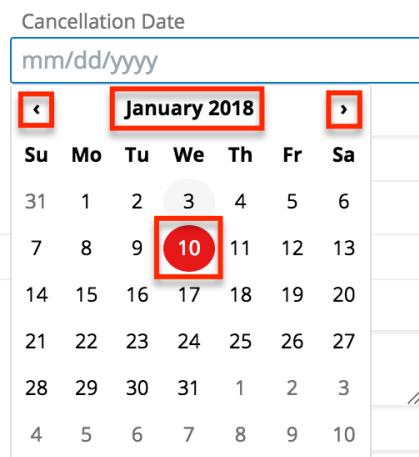 Cancellation Date
mm/dd/yyyy
‹ January 2018 ›
Su Mo Tu We Th Fr Sa
31 1 2 3 4 5 6
7 8 9 10 11 12 13
14 15 16 17 18 19 20
21 22 23 24 25 26 27
28 29 30 31 1 2 3
4 5 6 7 8 9 10